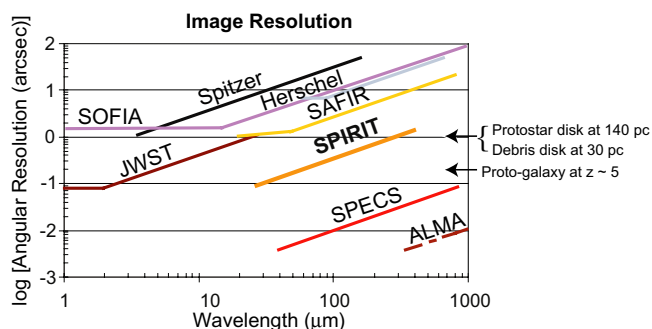 Image Resolution
log [Angular Resolution (arcsec)]
2
1
0
-1
-2
-3
SOFIA
Spitzer
Herschel
SAFIR
JWST
SPIRIT
SPECS
ALMA
{ Protostar disk at 140 pc
Debris disk at 30 pc
Proto-galaxy at z ~ 5
1
10
100
1000
Wavelength (μm)